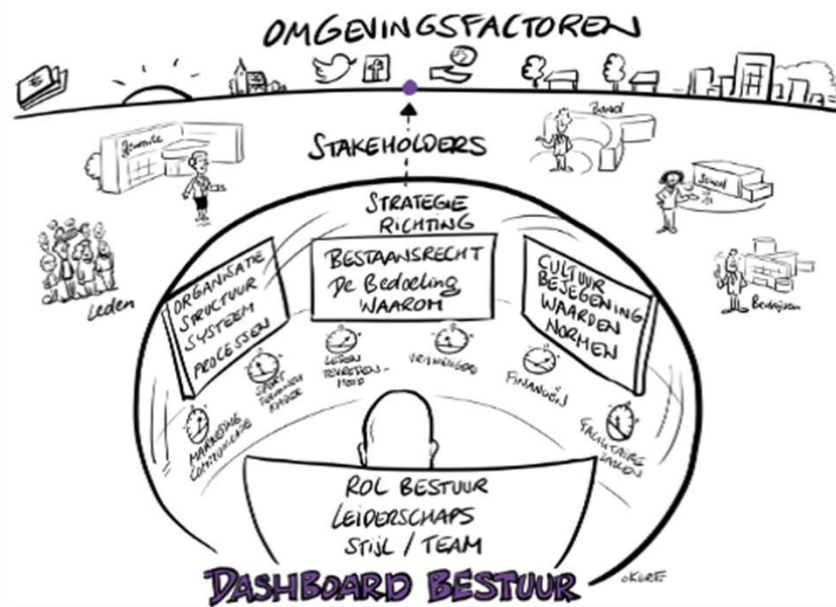 OMGEVINGSFACTOREN
Gemeente
Bond
STAKEHOLDERS
School
Leden
Bedrijven
STRATEGIE
RICHTING
ORGANISATIE
STRUCTUUR
SYSTEEM
PROCESSEN
BESTAANSRECHT
De Bedoeling
WAAROM
CULTUUR
BEJEGENING
WAARDEN
NORMEN
MARKETING
COMMUNICATIE
SPORT
TECHNISCH
KADER
LEDEN
TEVREDEN-
HEID
VRIJWILLIGERS
FINANCIËN
FACILITAIRE
ZAKEN
ROL BESTUUR
LEIDERSCHAPS
STIJL / TEAM
DASHBOARD BESTUUR